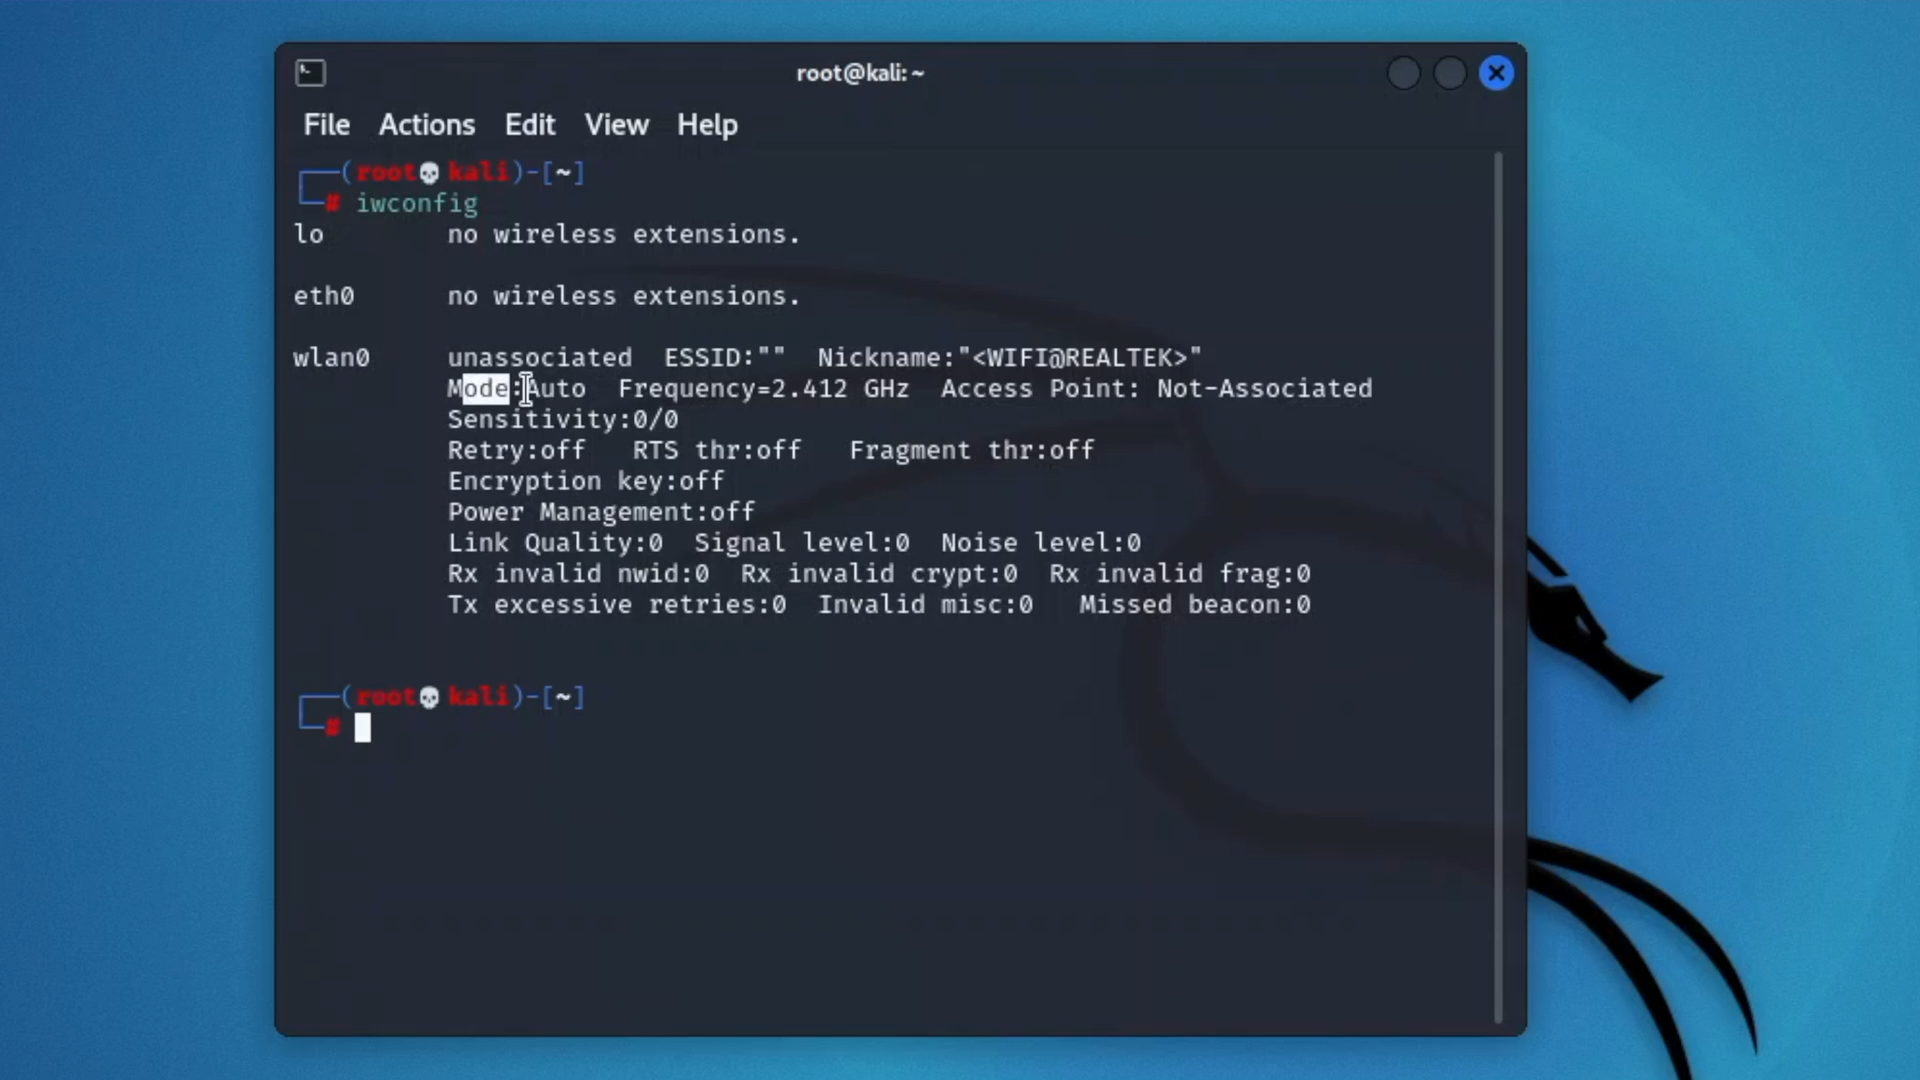 root@kali: ~
File Actions Edit View Help
┌──(root💀kali)-[~]
└─# iwconfig
lo        no wireless extensions.
eth0      no wireless extensions.
wlan0     unassociated  ESSID:""  Nickname:"<WIFI@REALTEK>"
          Mode:Auto  Frequency=2.412 GHz  Access Point: Not-Associated
          Sensitivity:0/0
          Retry:off   RTS thr:off   Fragment thr:off
          Encryption key:off
          Power Management:off
          Link Quality:0  Signal level:0  Noise level:0
          Rx invalid nwid:0  Rx invalid crypt:0  Rx invalid frag:0
          Tx excessive retries:0  Invalid misc:0   Missed beacon:0
┌──(root💀kali)-[~]
└─#